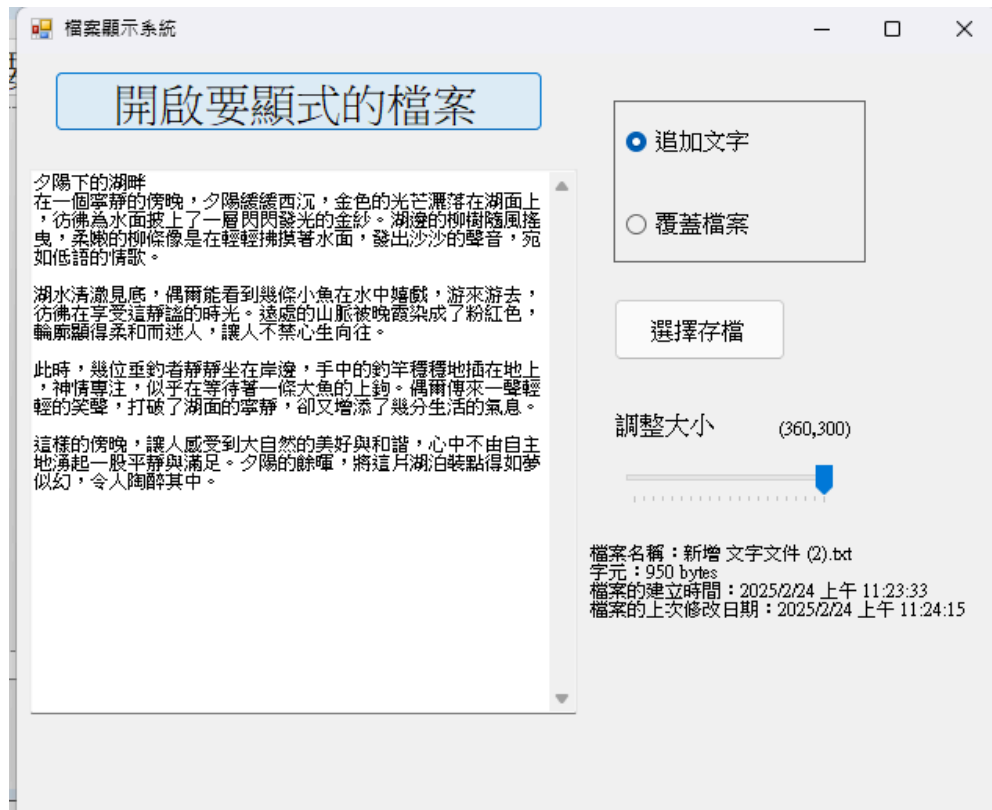 檔案顯示系統
開啟要顯式的檔案
夕陽下的湖畔
在一個寧靜的傍晚，夕陽緩緩西沉，金色的光芒灑落在湖面上
，彷彿為水面披上了一層閃閃發光的金紗。湖邊的柳樹隨風搖
曳，柔嫩的柳條像是在輕輕拂摸著水面，發出沙沙的聲音，宛
如低語的情歌。
湖水清澈見底，偶爾能看到幾條小魚在水中嬉戲，游來游去，
彷彿在享受這靜謐的時光。遠處的山脈被晚霞染成了粉紅色，
輪廓顯得柔和而迷人，讓人不禁心生向往。
此時，幾位垂釣者靜靜坐在岸邊，手中的釣竿穩穩地插在地上
，神情專注，似乎在等待著一條大魚的上鉤。偶爾傳來一聲輕
輕的笑聲，打破了湖面的寧靜，卻又增添了幾分生活的氣息。
這樣的傍晚，讓人感受到大自然的美好與和諧，心中不由自主
地湧起一股平靜與滿足。夕陽的餘暉，將這片湖泊裝點得如夢
似幻，令人陶醉其中。
追加文字
覆蓋檔案
選擇存檔
調整大小 (360,300)
檔案名稱：新增 文字文件 (2).txt
字元：950 bytes
檔案的建立時間：2025/2/24 上午 11:23:33
檔案的上次修改日期：2025/2/24 上午 11:24:15